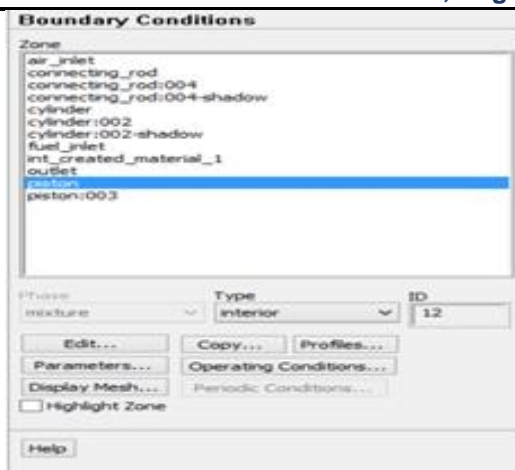 Boundary Conditions
Zone
air_inlet
connecting_rod
connecting_rod:004
connecting_rod:004-shadow
cylinder
cylinder:002
cylinder:002-shadow
fuel_inlet
int_created_material_1
outlet
piston
piston:003
Phase Type ID
mixture interior 12
Edit... Copy... Profiles...
Parameters... Operating Conditions...
Display Mesh... Periodic Conditions...
Highlight Zone
Help